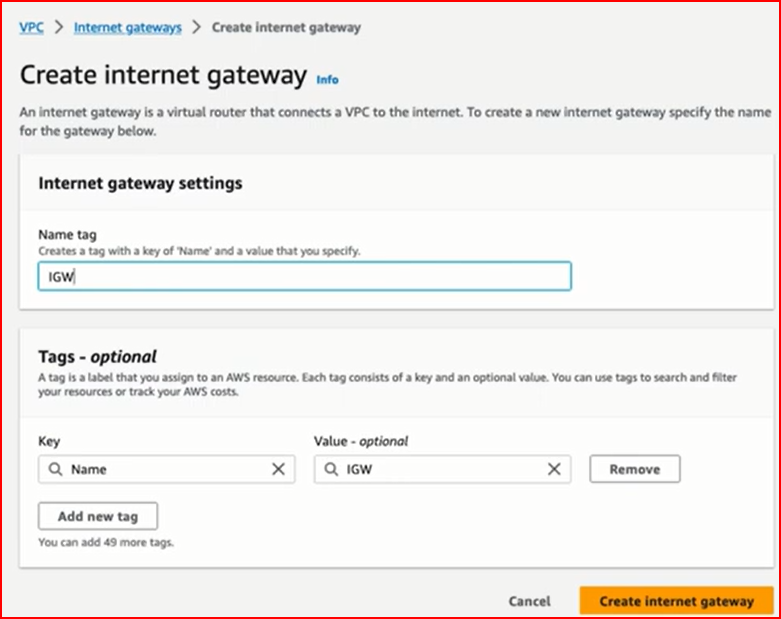 VPC > Internet gateways > Create internet gateway
Create internet gateway Info
An internet gateway is a virtual router that connects a VPC to the internet. To create a new internet gateway specify the name
for the gateway below.
Internet gateway settings
Name tag
Creates a tag with a key of 'Name' and a value that you specify.
IGW
Tags - optional
A tag is a label that you assign to an AWS resource. Each tag consists of a key and an optional value. You can use tags to search and filter
your resources or track your AWS costs.
Key Value - optional
Name IGW Remove
Add new tag
You can add 49 more tags.
Cancel Create internet gateway